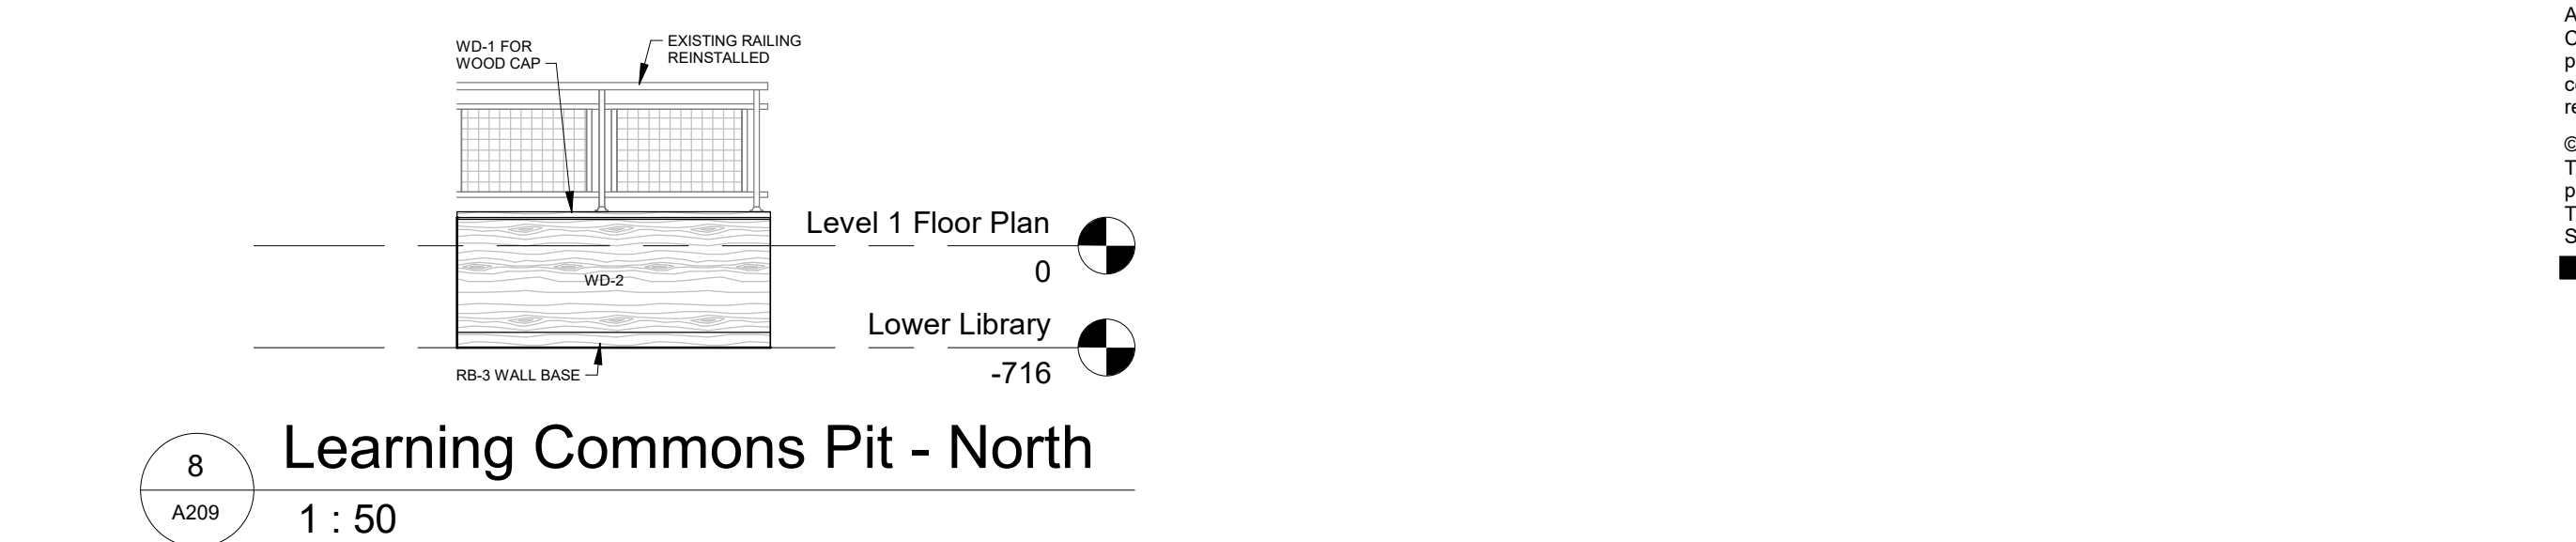 WD-1 FOR
WOOD CAP
EXISTING RAILING
REINSTALLED
Level 1 Floor Plan
0
WD-2
Lower Library
-716
RB-3 WALL BASE
8
A209
Learning Commons Pit - North
1 : 50
©